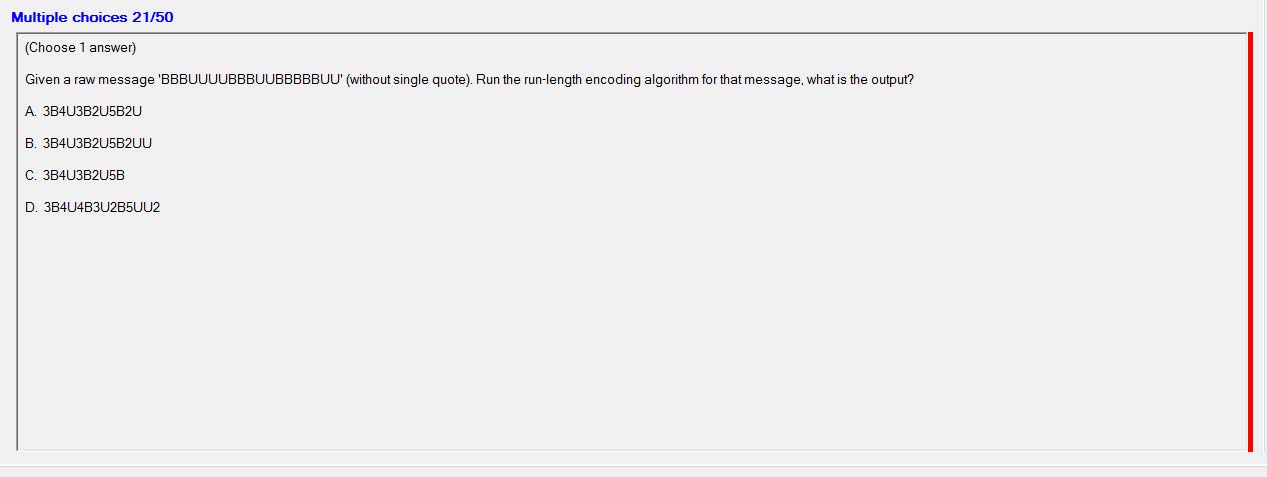 Multiple choices 21/50
(Choose 1 answer)
Given a raw message 'BBBUUUUBBBUUBBBBBUU' (without single quote). Run the run-length encoding algorithm for that message, what is the output?
A. 3B4U3B2U5B2U
B. 3B4U3B2U5B2UU
C. 3B4U3B2U5B
D. 3B4U4B3U2B5UU2